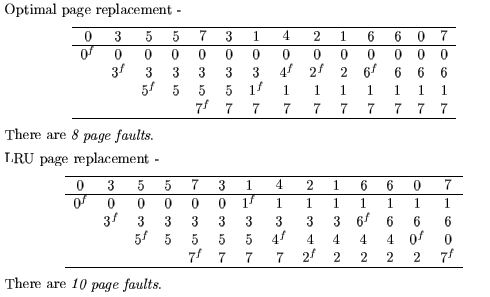 Optimal page replacement -
0 3 5 5 7 3 1 4 2 1 6 6 0 7
0^f 0 0 0 0 0 0 0 0 0 0 0 0 0
3^f 3 3 3 3 3 4^f 2^f 2 6^f 6 6 6
5^f 5 5 5 1^f 1 1 1 1 1 1 1
7^f 7 7 7 7 7 7 7 7 7
There are 8 page faults.
LRU page replacement -
0 3 5 5 7 3 1 4 2 1 6 6 0 7
0^f 0 0 0 0 0 1^f 1 1 1 1 1 1 1
3^f 3 3 3 3 3 3 3 3 6^f 6 6 6
5^f 5 5 5 5 4^f 4 4 4 4 0^f 0
7^f 7 7 7 2^f 2 2 2 2 7^f
There are 10 page faults.